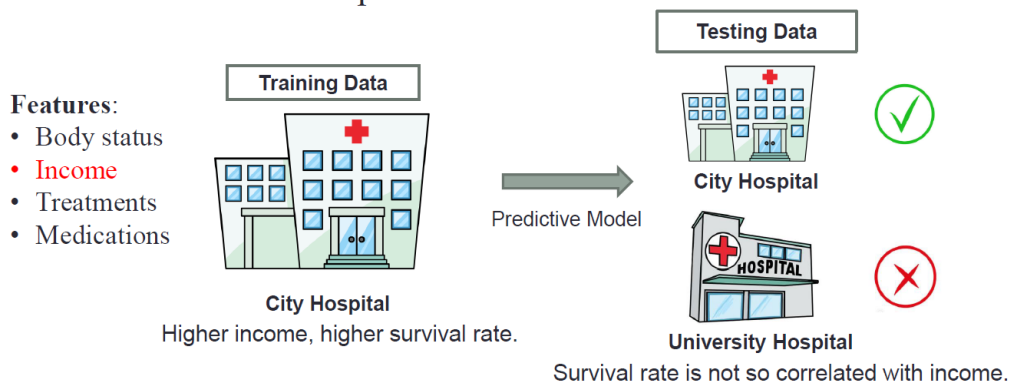 Testing Data
Training Data
Features:
• Body status
• Income
• Treatments
• Medications
Predictive Model
City Hospital
Higher income, higher survival rate.
City Hospital
HOSPITAL
University Hospital
Survival rate is not so correlated with income.